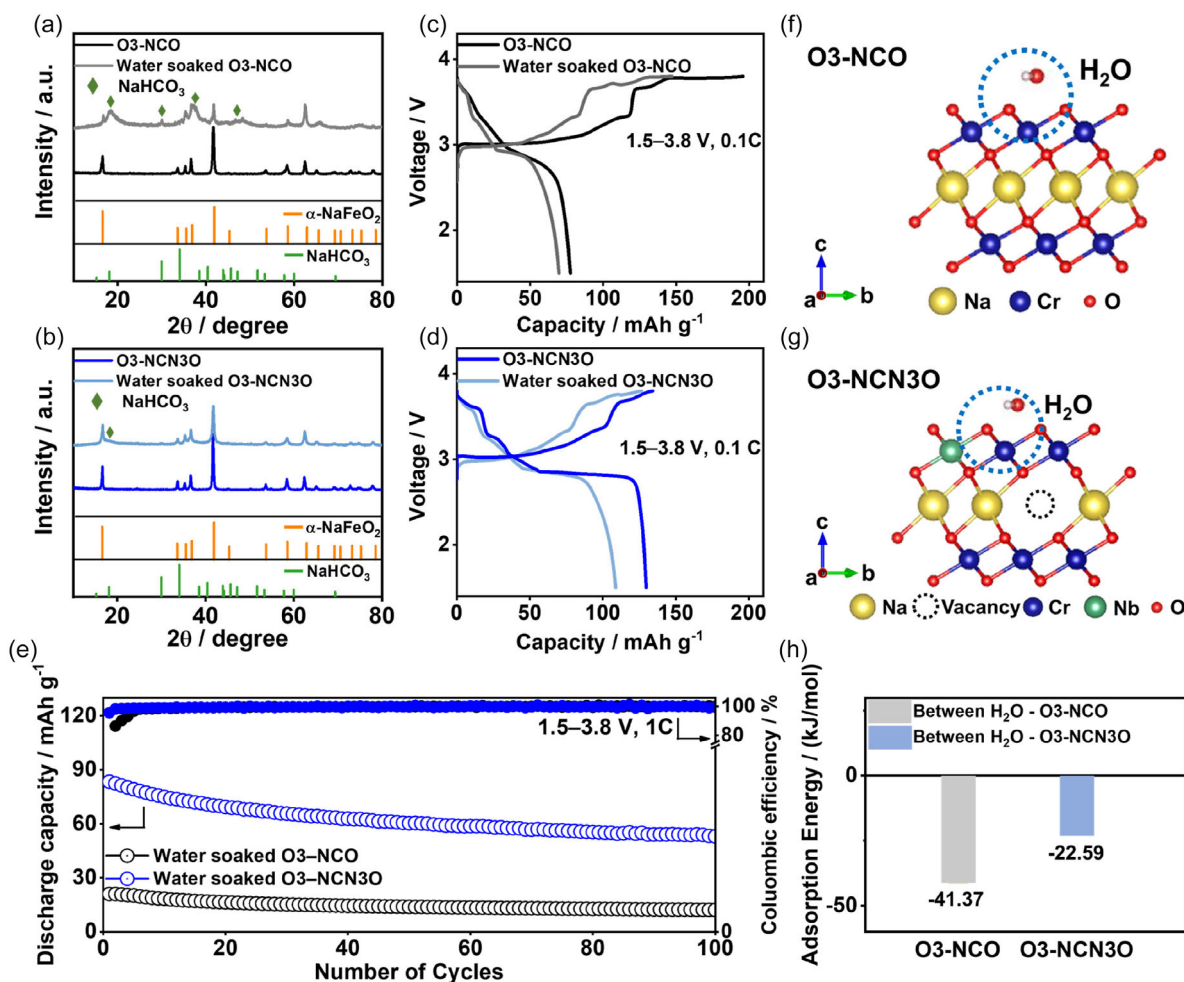 (a)
O3-NCO
Water soaked O3-NCO
NaHCO3
Intensity / a.u.
α-NaFeO2
NaHCO3
20 40 60 80
2θ / degree
(b)
O3-NCN3O
Water soaked O3-NCN3O
NaHCO3
Intensity / a.u.
α-NaFeO2
NaHCO3
20 40 60 80
2θ / degree
(c)
O3-NCO
Water soaked O3-NCO
1.5–3.8 V, 0.1C
Voltage / V
4
3
2
0 50 100 150 200
Capacity / mAh g-1
(d)
O3-NCN3O
Water soaked O3-NCN3O
1.5–3.8 V, 0.1 C
Voltage / V
4
3
2
0 50 100 150 200
Capacity / mAh g-1
(e)
Discharge capacity / mAh g-1
120
90
60
30
0
1.5–3.8 V, 1C
Water soaked O3–NCO
Water soaked O3–NCN3O
0 20 40 60 80 100
Number of Cycles
100
80
0
Coluombic efficiency / %
(f)
O3-NCO
H2O
c
a b
Na Cr O
(g)
O3-NCN3O
H2O
c
a b
Na Vacancy Cr Nb O
(h)
Adsorption Energy / (kJ/mol)
Between H2O - O3-NCO
Between H2O - O3-NCN3O
0
-50
-41.37
-22.59
O3-NCO O3-NCN3O